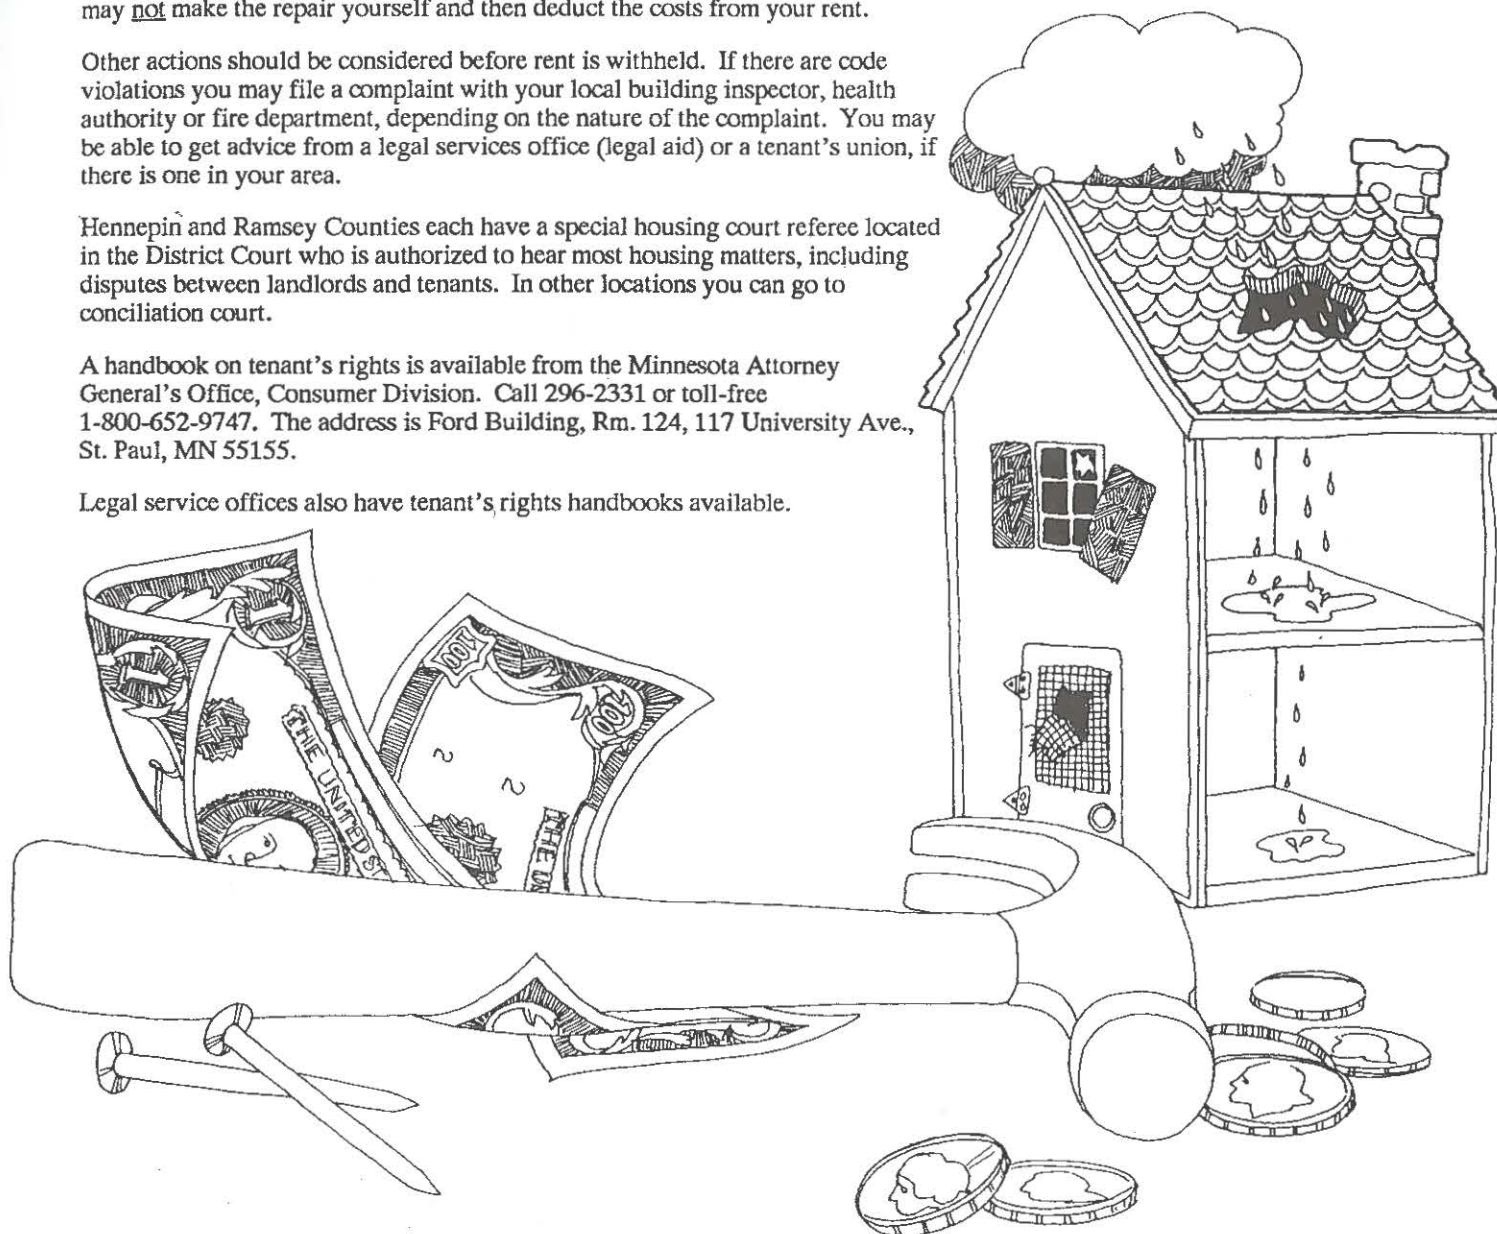 may not make the repair yourself and then deduct the costs from your rent.
Other actions should be considered before rent is withheld. If there are code
violations you may file a complaint with your local building inspector, health
authority or fire department, depending on the nature of the complaint. You may
be able to get advice from a legal services office (legal aid) or a tenant's union, if
there is one in your area.
Hennepin and Ramsey Counties each have a special housing court referee located
in the District Court who is authorized to hear most housing matters, including
disputes between landlords and tenants. In other locations you can go to
conciliation court.
A handbook on tenant's rights is available from the Minnesota Attorney
General's Office, Consumer Division. Call 296-2331 or toll-free
1-800-652-9747. The address is Ford Building, Rm. 124, 117 University Ave.,
St. Paul, MN 55155.
Legal service offices also have tenant's rights handbooks available.
1
1
THE UNITED S
100
100
2
2
THE UN